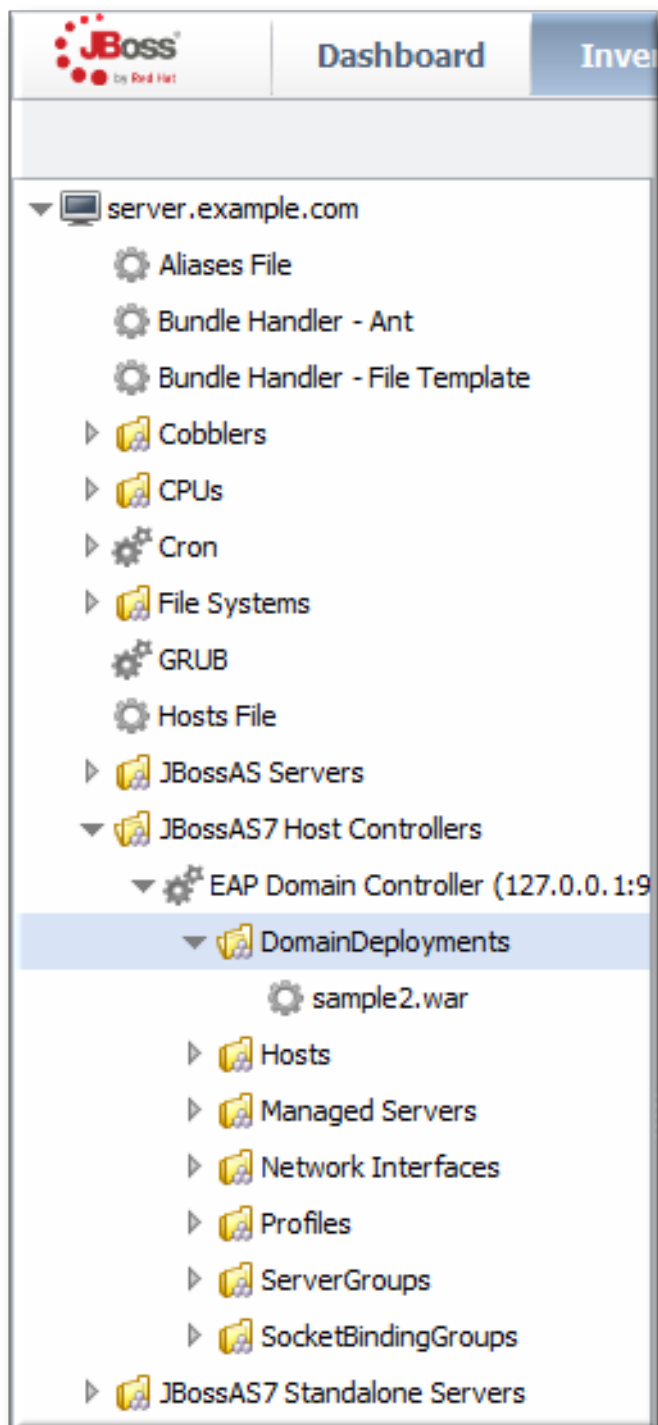 JBoss
by Red Hat
Dashboard
server.example.com
Aliases File
Bundle Handler - Ant
Bundle Handler - File Template
Cobblers
CPUs
Cron
File Systems
GRUB
Hosts File
JBossAS Servers
JBossAS7 Host Controllers
EAP Domain Controller (127.0.0.1:9
DomainDeployments
sample2.war
Hosts
Managed Servers
Network Interfaces
Profiles
ServerGroups
SocketBindingGroups
JBossAS7 Standalone Servers